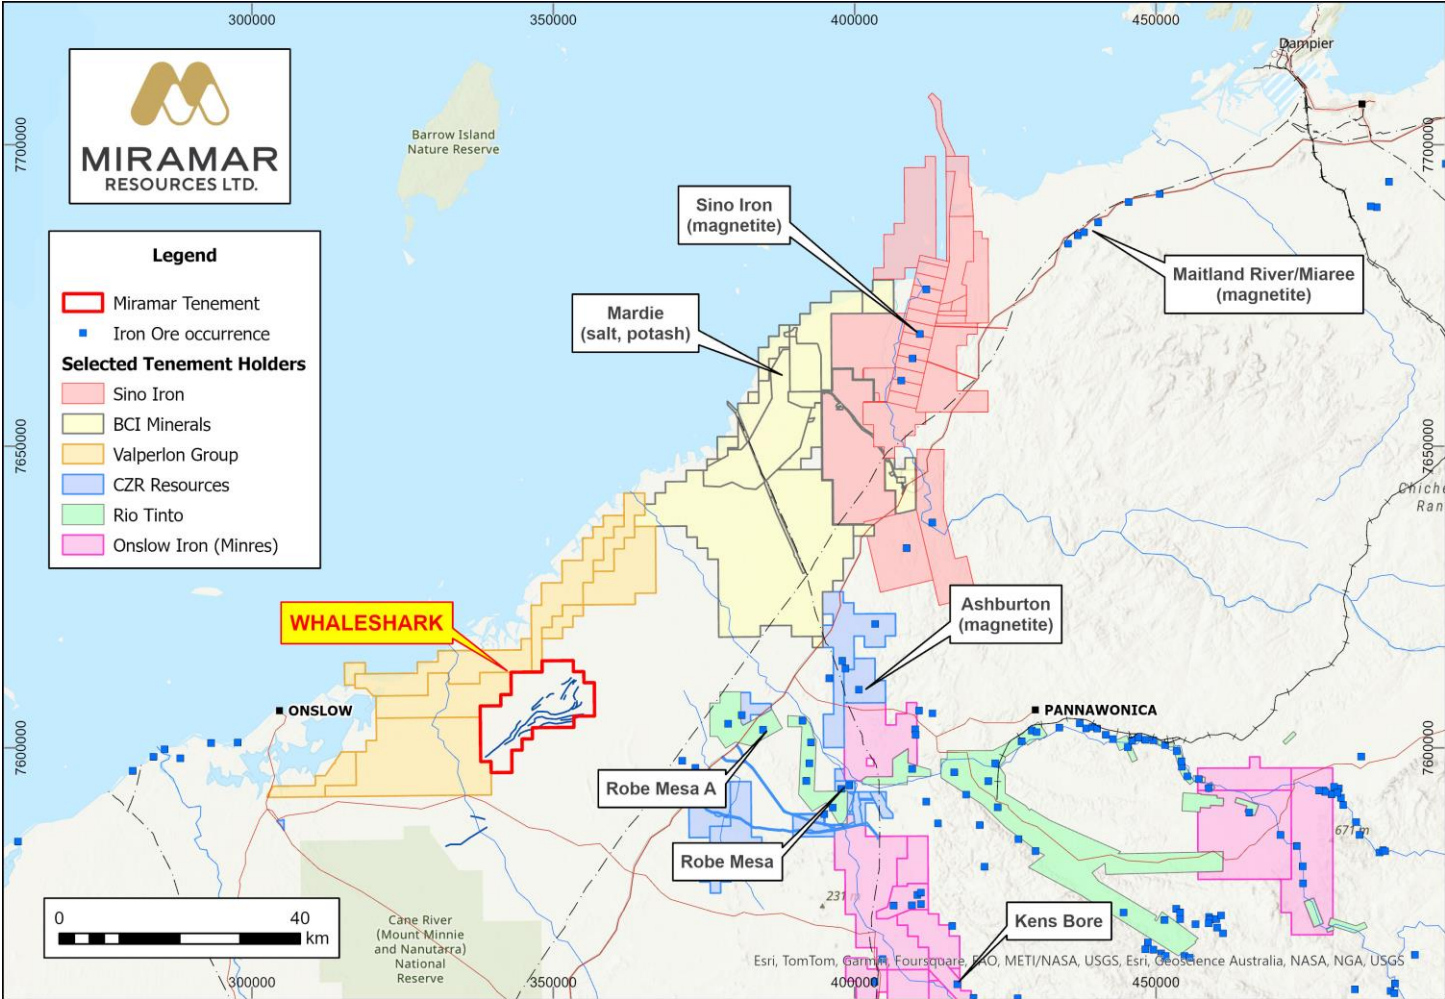 300000
350000
400000
450000
Dampier
7700000
7700000
MIRAMAR
RESOURCES LTD.
Barrow Island
Nature Reserve
Sino Iron
(magnetite)
Maitland River/Miaree
(magnetite)
Mardie
(salt, potash)
Legend
Miramar Tenement
Iron Ore occurrence
Selected Tenement Holders
Sino Iron
BCI Minerals
Valperlon Group
CZR Resources
Rio Tinto
Onslow Iron (Minres)
7650000
7650000
Chiche
Ran
WHALESHARK
Ashburton
(magnetite)
ONSLOW
PANNAWONICA
7600000
7600000
Robe Mesa A
Robe Mesa
671 m
231 m
Kens Bore
0
40
km
Cane River
(Mount Minnie
and Nanutarra)
National
Reserve
Esri, TomTom, Garmin, Foursquare, FAO, METI/NASA, USGS, Esri, Geoscience Australia, NASA, NGA, USGS
300000
350000
400000
450000